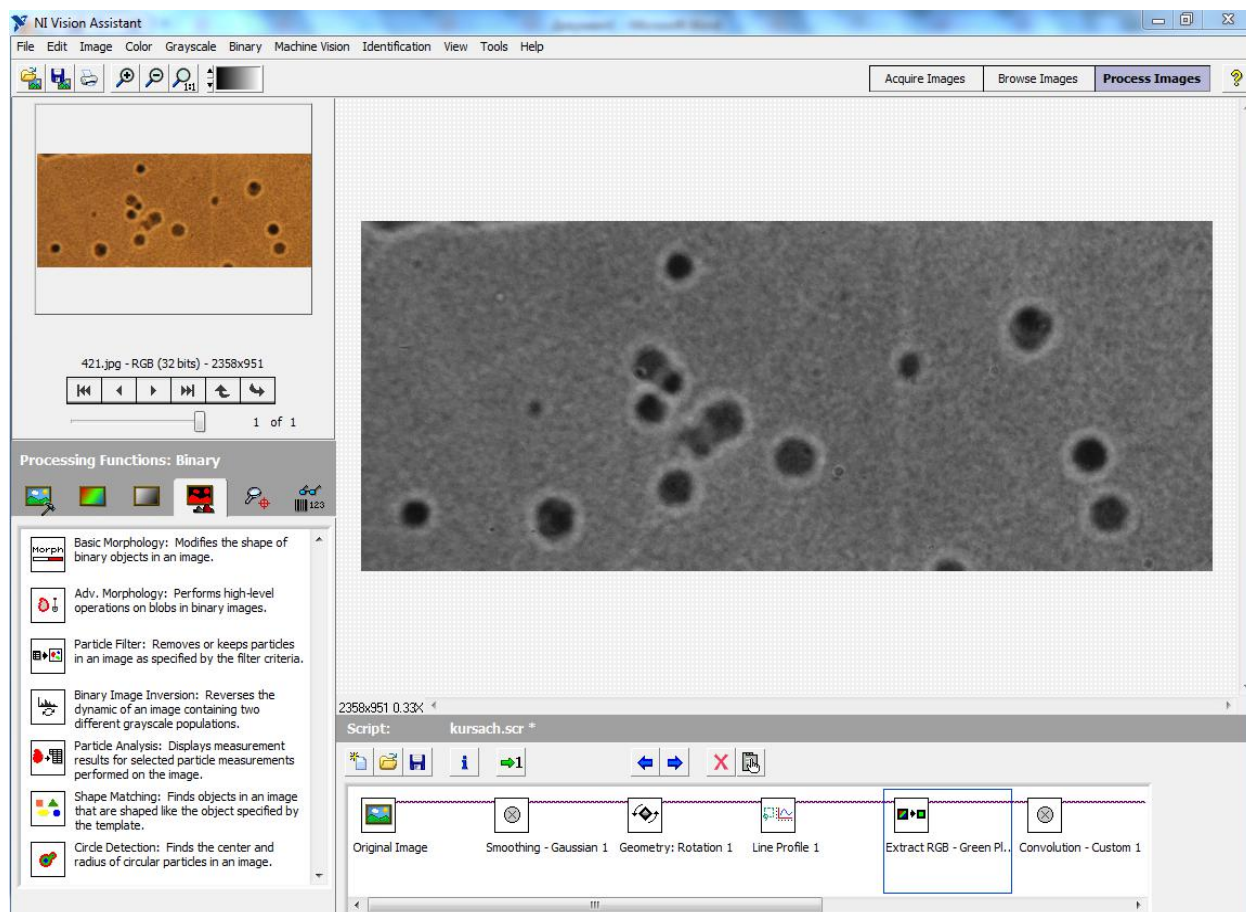 NI Vision Assistant
File Edit Image Color Grayscale Binary Machine Vision Identification View Tools Help
1:1
Acquire Images Browse Images Process Images
421.jpg - RGB (32 bits) - 2358x951
1 of 1
Processing Functions: Binary
123
Morph
Basic Morphology: Modifies the shape of
binary objects in an image.
Adv. Morphology: Performs high-level
operations on blobs in binary images.
Particle Filter: Removes or keeps particles
in an image as specified by the filter criteria.
Binary Image Inversion: Reverses the
dynamic of an image containing two
different grayscale populations.
Particle Analysis: Displays measurement
results for selected particle measurements
performed on the image.
Shape Matching: Finds objects in an image
that are shaped like the object specified by
the template.
Circle Detection: Finds the center and
radius of circular particles in an image.
2358x951 0.33X
Script: kursach.scr *
1
Original Image Smoothing - Gaussian 1 Geometry: Rotation 1 Line Profile 1 Extract RGB - Green Pl... Convolution - Custom 1